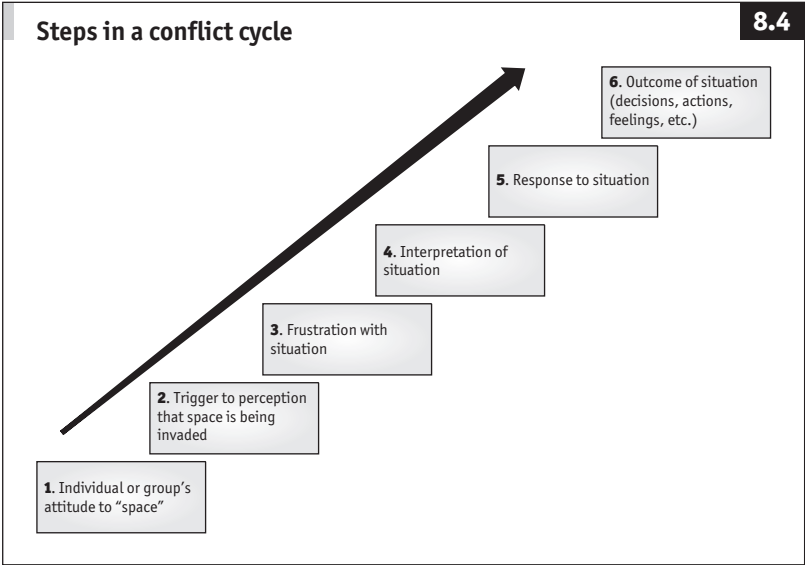 Steps in a conflict cycle
8.4
6. Outcome of situation
(decisions, actions,
feelings, etc.)
5. Response to situation
4. Interpretation of
situation
3. Frustration with
situation
2. Trigger to perception
that space is being
invaded
1. Individual or group’s
attitude to “space”